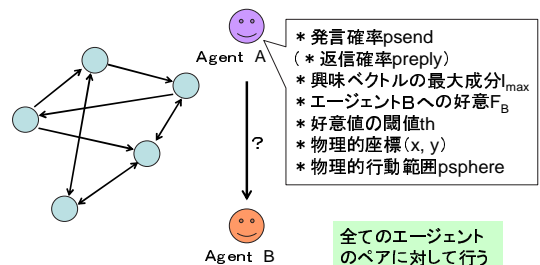 Agent A
＊発言確率psend
（＊返信確率preply）
＊興味ベクトルの最大成分Imax
＊エージェントBへの好意FB
＊好意値の閾値th
＊物理的座標（x, y）
＊物理的行動範囲psphere
?
Agent B
全てのエージェント
のペアに対して行う